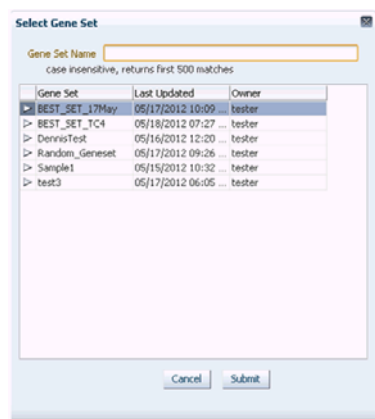 Select Gene Set
Gene Set Name
case insensitive, returns first 500 matches
Gene Set Last Updated Owner
BEST_SET_17May 05/17/2012 10:09 ... tester
BEST_SET_TC4 05/18/2012 07:27 ... tester
DennisTest 05/16/2012 12:20 ... tester
Random_Geneset 05/17/2012 09:26 ... tester
Sample1 05/15/2012 10:32 ... tester
test3 05/17/2012 06:05 ... tester
Cancel Submit